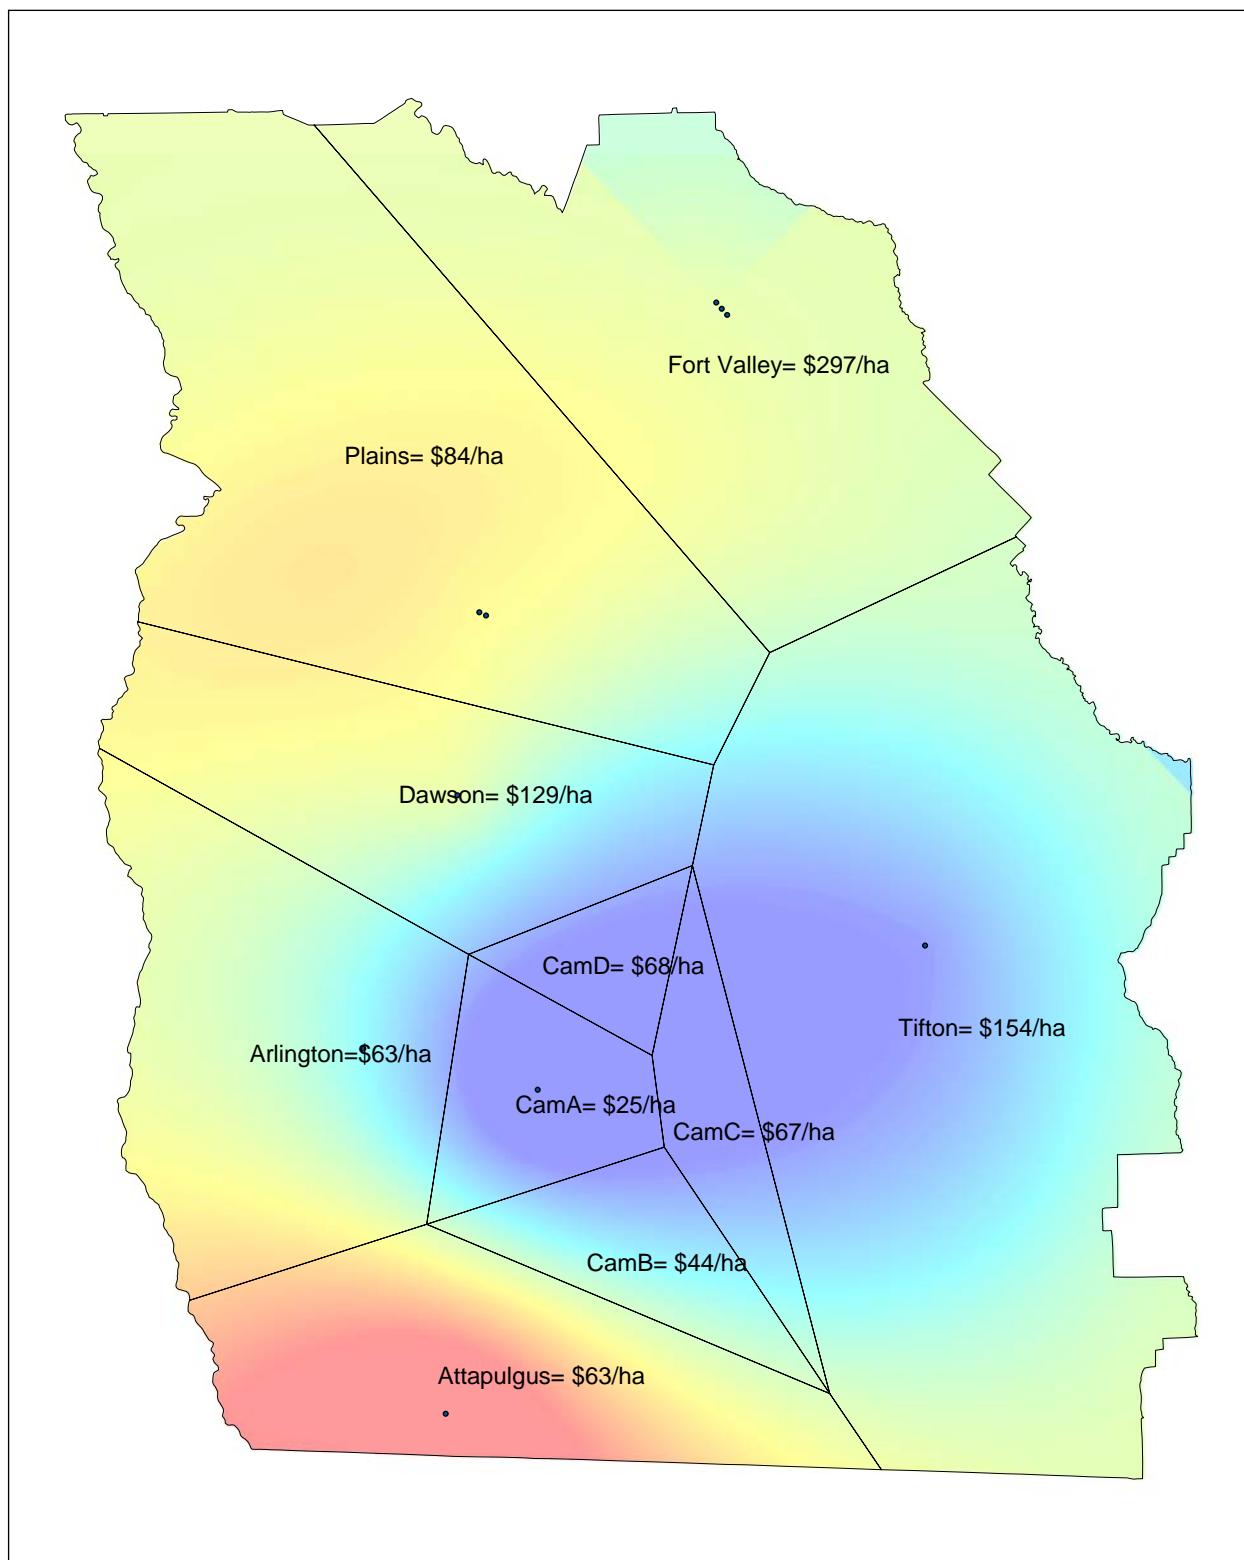 Fort Valley= $297/ha
Plains= $84/ha
Dawson= $129/ha
CamD= $68/ha
Tifton= $154/ha
Arlington=$63/ha
CamA= $25/ha
CamC= $67/ha
CamB= $44/ha
Attapulgus= $63/ha